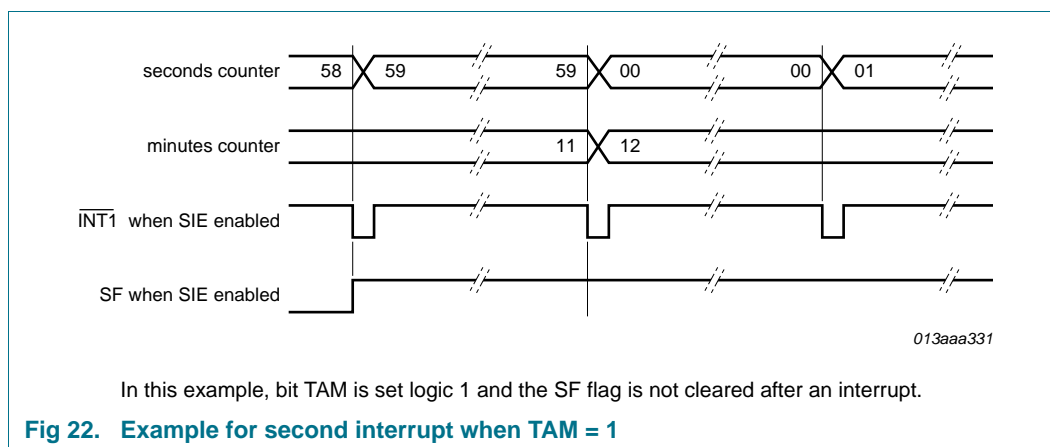 seconds counter 58 59 59 00 00 01
minutes counter 11 12
INT1 when SIE enabled
SF when SIE enabled
013aaa331
In this example, bit TAM is set logic 1 and the SF flag is not cleared after an interrupt.
Fig 22. Example for second interrupt when TAM = 1